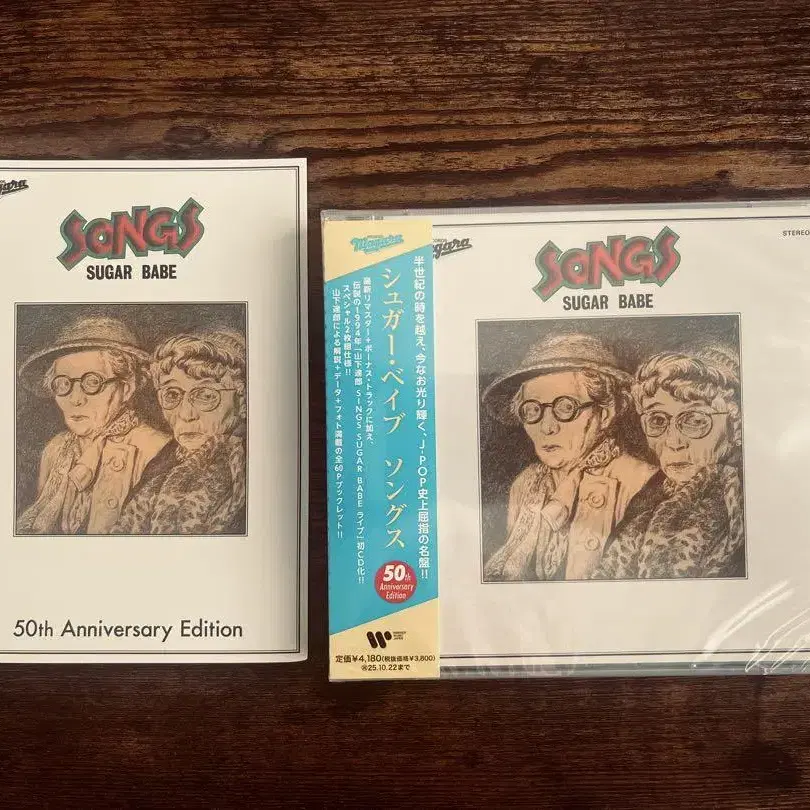 SONGS
SUGAR BABE
50th Anniversary Edition
Niagara
半世紀の時を越え、今なお光り輝く、J-POP史上屈指の名盤!!
シュガー・ベイブ ソングス
最新リマスター+ボーナス・トラックに加え、
伝説の1994年「山下達郎 SINGS SUGAR BABE ライブ」初CD化!!
スペシャル2枚組仕様!!
山下達郎による解説+データ+フォト満載の全60Pブックレット!!
50th
Anniversary
Edition
WARNER MUSIC JAPAN
定価¥4,180(税抜価格¥3,800)
㋹25.10.22まで
STEREO
SONGS
SUGAR BABE